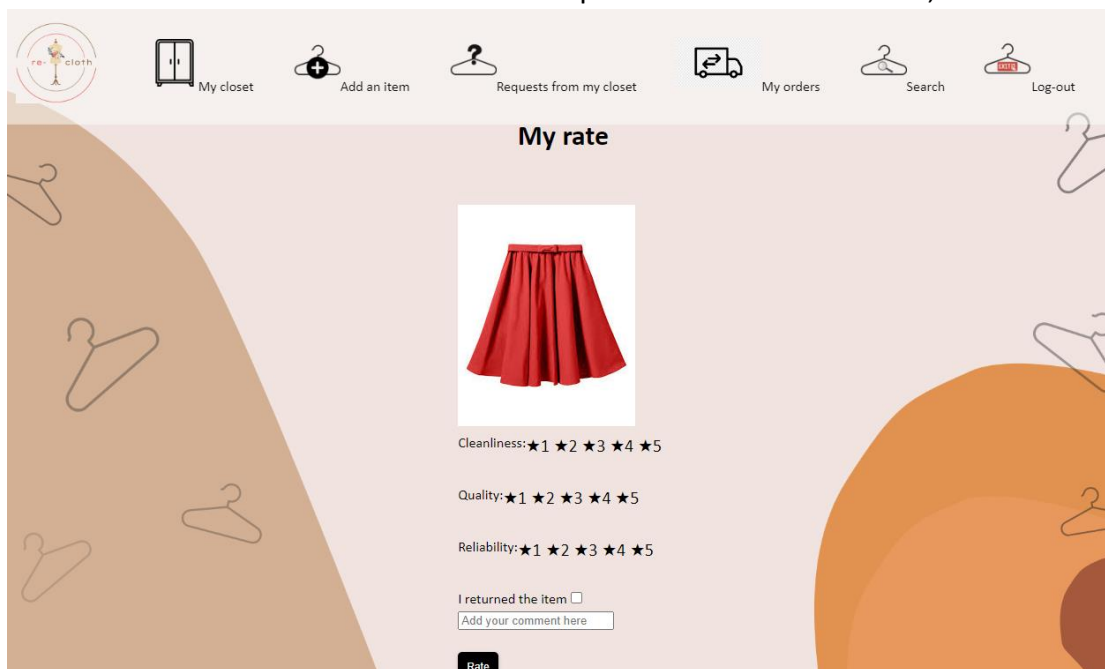 re- cloth
My closet
Add an item
Requests from my closet
My orders
Search
Log-out
My rate
Cleanliness:★1 ★2 ★3 ★4 ★5
Quality:★1 ★2 ★3 ★4 ★5
Reliability:★1 ★2 ★3 ★4 ★5
I returned the item
Add your comment here
Rate